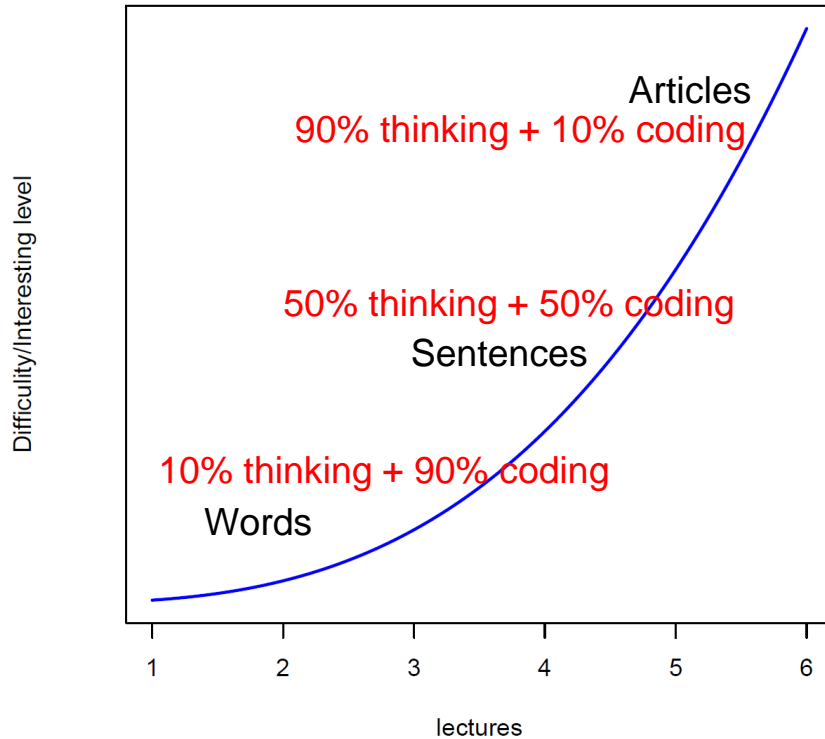 Articles
90% thinking + 10% coding
50% thinking + 50% coding
Sentences
10% thinking + 90% coding
Words
Difficulity/Interesting level
1 2 3 4 5 6
lectures